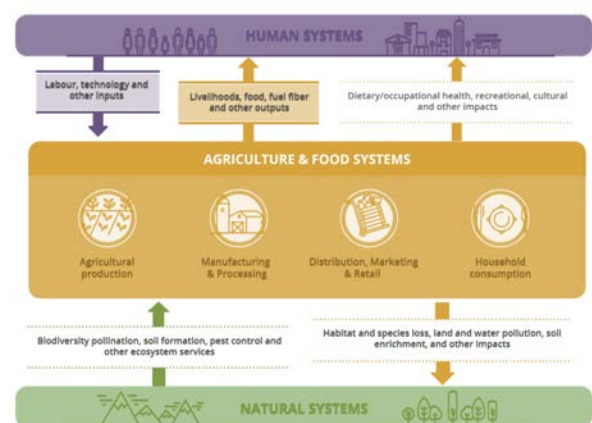 HUMAN SYSTEMS
Labour, technology and
other inputs
Livelihoods, food, fuel fiber
and other outputs
Dietary/occupational health, recreational, cultural
and other impacts
AGRICULTURE & FOOD SYSTEMS
Agricultural
production
Manufacturing
& Processing
Distribution, Marketing
& Retail
Household
consumption
Biodiversity pollination, soil formation, pest control and
other ecosystem services
Habitat and species loss, land and water pollution, soil
enrichment, and other impacts
NATURAL SYSTEMS